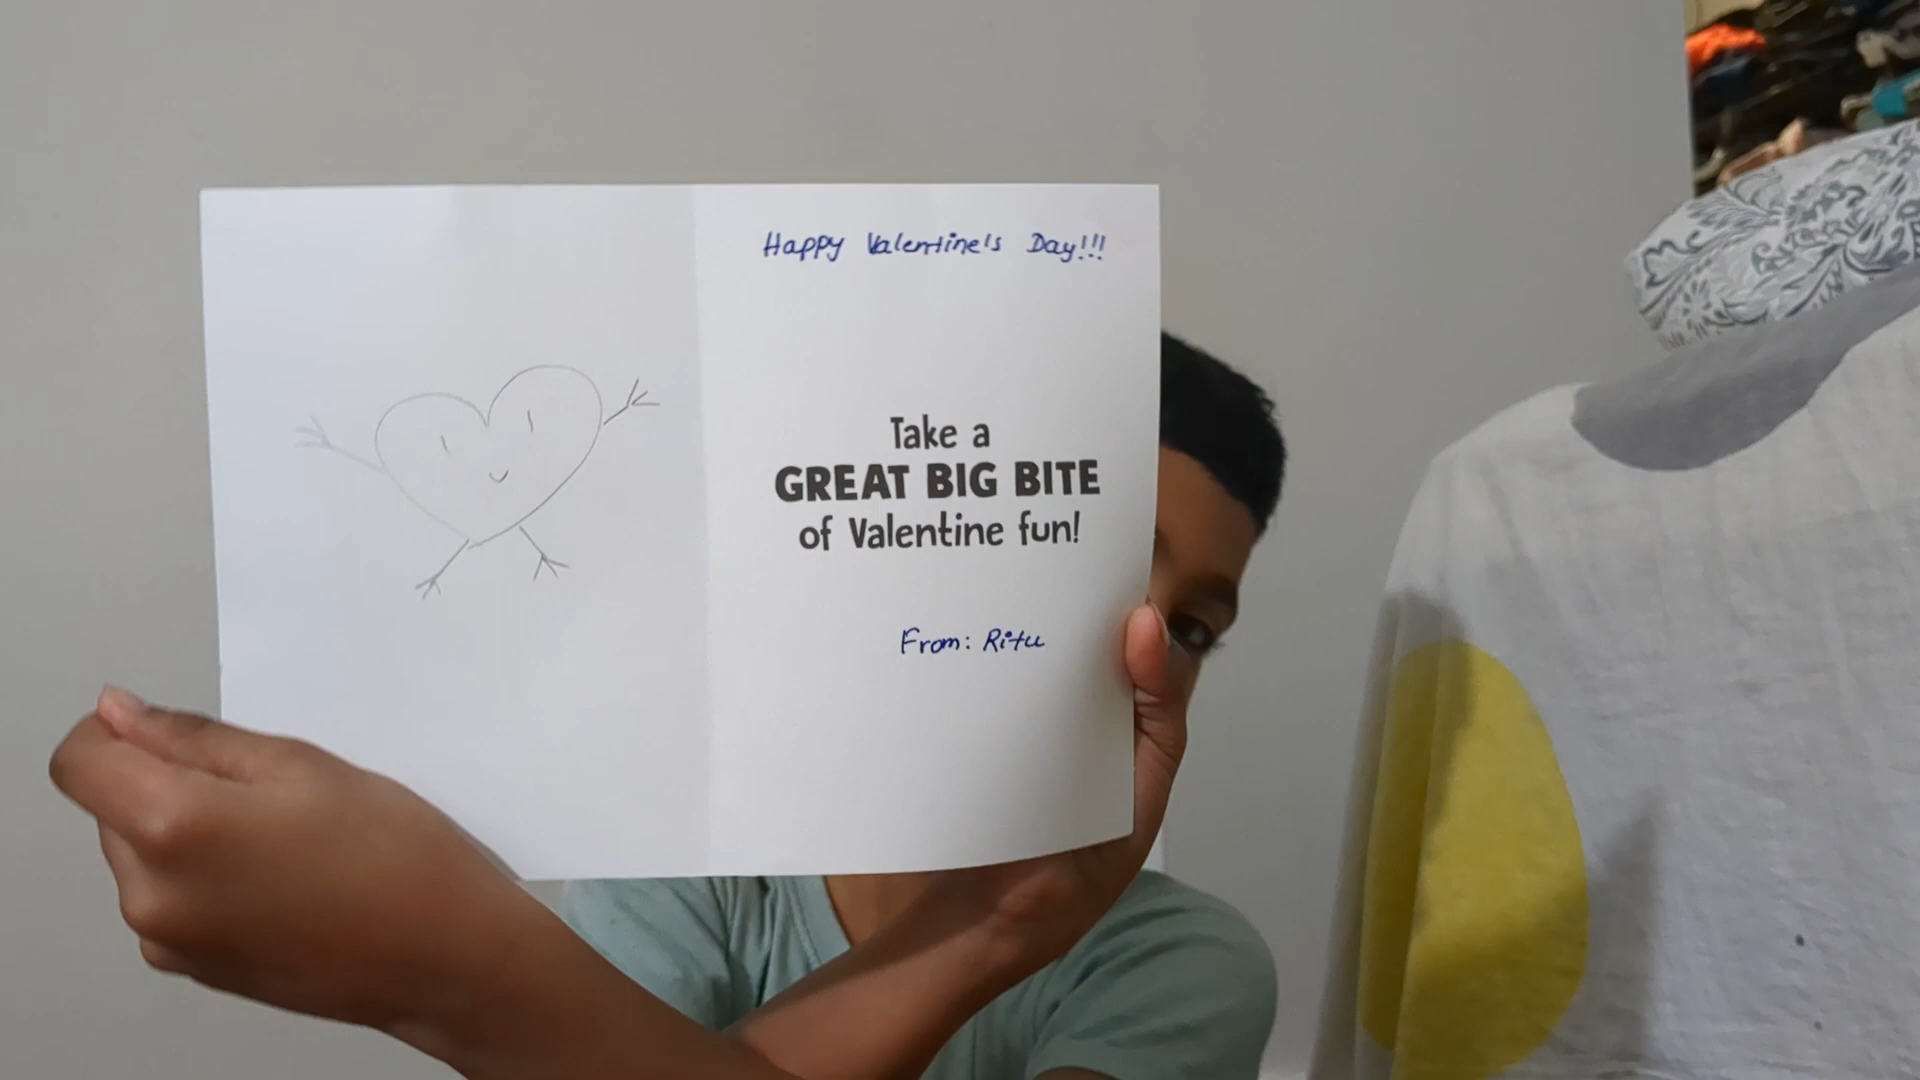 Happy Valentine's Day!!!
Take a
GREAT BIG BITE
of Valentine fun!
From: Ritu